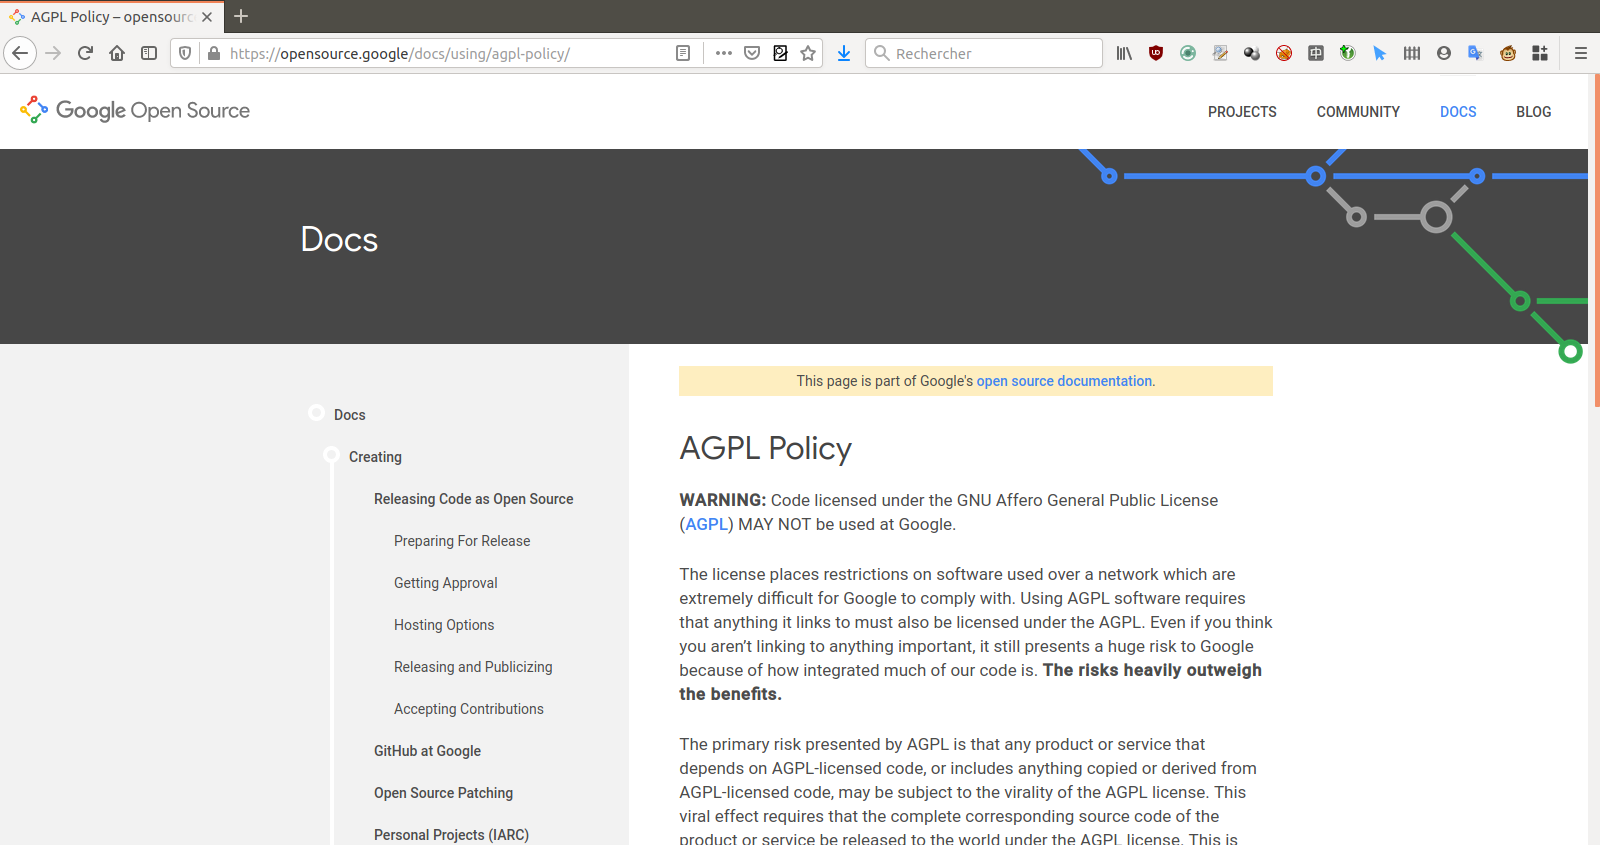 AGPL Policy – opensourc
https://opensource.google/docs/using/agpl-policy/
Rechercher
Google Open Source
PROJECTS
COMMUNITY
DOCS
BLOG
Docs
Docs
Creating
Releasing Code as Open Source
Preparing For Release
Getting Approval
Hosting Options
Releasing and Publicizing
Accepting Contributions
GitHub at Google
Open Source Patching
Personal Projects (IARC)
This page is part of Google's open source documentation.
AGPL Policy
WARNING: Code licensed under the GNU Affero General Public License
(AGPL) MAY NOT be used at Google.
The license places restrictions on software used over a network which are
extremely difficult for Google to comply with. Using AGPL software requires
that anything it links to must also be licensed under the AGPL. Even if you think
you aren’t linking to anything important, it still presents a huge risk to Google
because of how integrated much of our code is. The risks heavily outweigh
the benefits.
The primary risk presented by AGPL is that any product or service that
depends on AGPL-licensed code, or includes anything copied or derived from
AGPL-licensed code, may be subject to the virality of the AGPL license. This
viral effect requires that the complete corresponding source code of the
product or service be released to the world under the AGPL license. This is